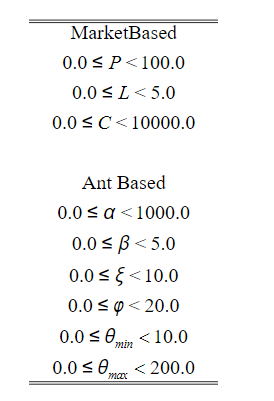 MarketBased
0.0 ≤ P < 100.0
0.0 ≤ L < 5.0
0.0 ≤ C < 10000.0
Ant Based
0.0 ≤ α < 1000.0
0.0 ≤ β < 5.0
0.0 ≤ ξ < 10.0
0.0 ≤ φ < 20.0
0.0 ≤ θmin < 10.0
0.0 ≤ θmax < 200.0